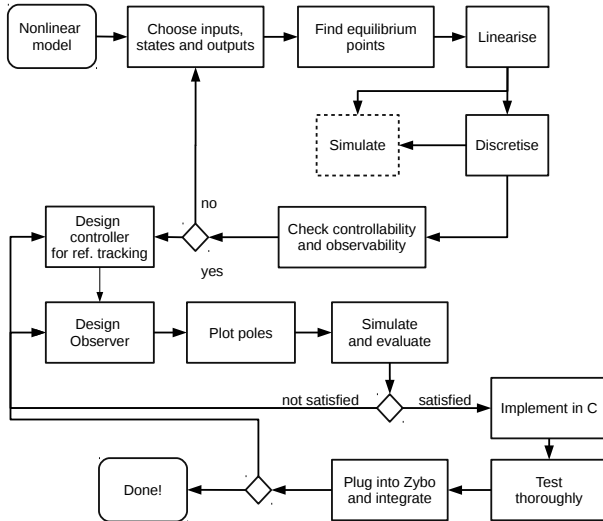 Nonlinear
model
Choose inputs,
states and outputs
Find equilibrium
points
Linearise
Simulate
Discretise
no
Design
controller
for ref. tracking
yes
Check controllability
and observability
Design
Observer
Plot poles
Simulate
and evaluate
not satisfied
satisfied
Implement in C
Done!
Plug into Zybo
and integrate
Test
thoroughly